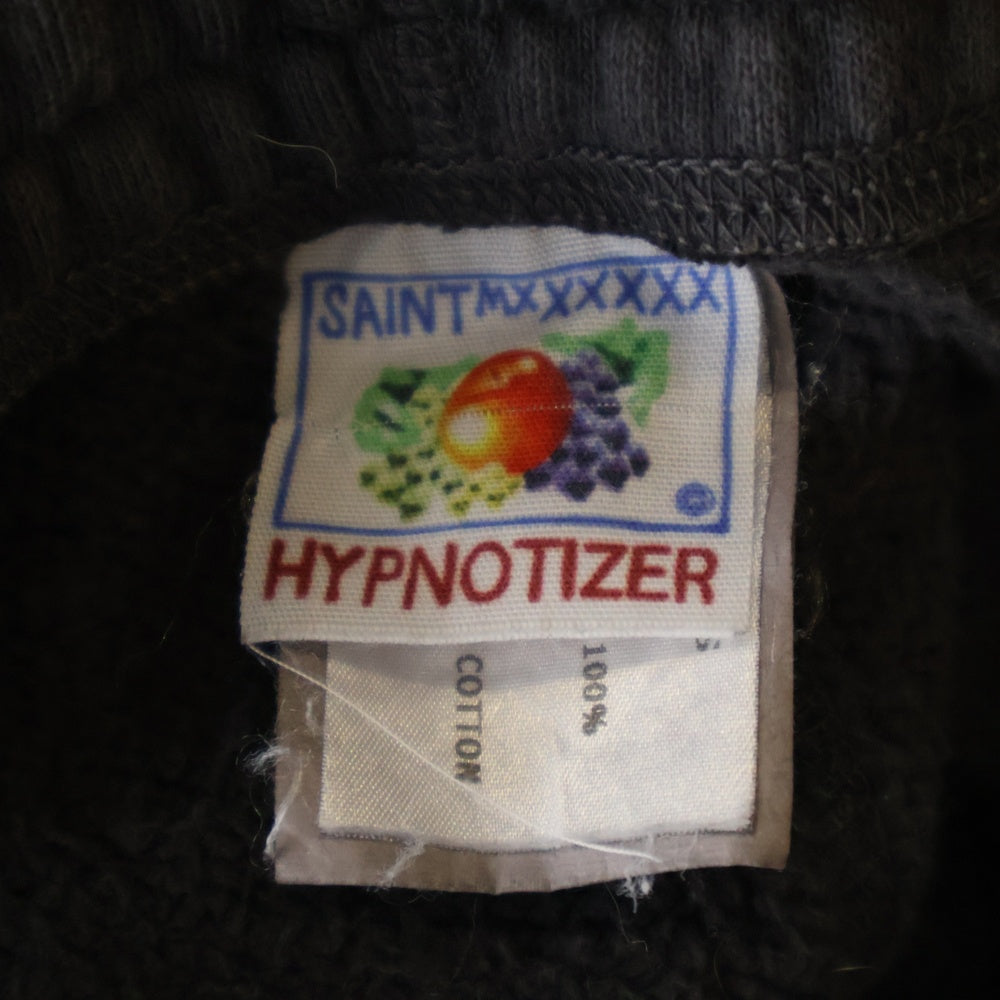 SAINT MXXXXXX
HYPNOTIZER
100%
COTTON